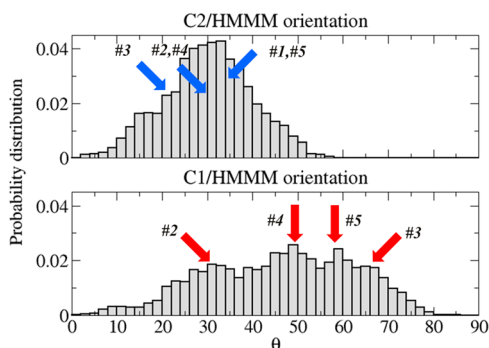 C2/HMMM orientation
0.04
#3
#2,#4
#1,#5
0.02
0
Probability distribution
C1/HMMM orientation
0.04
#2
#4
#5
#3
0.02
0
0 10 20 30 40 50 60 70 80 90
θ